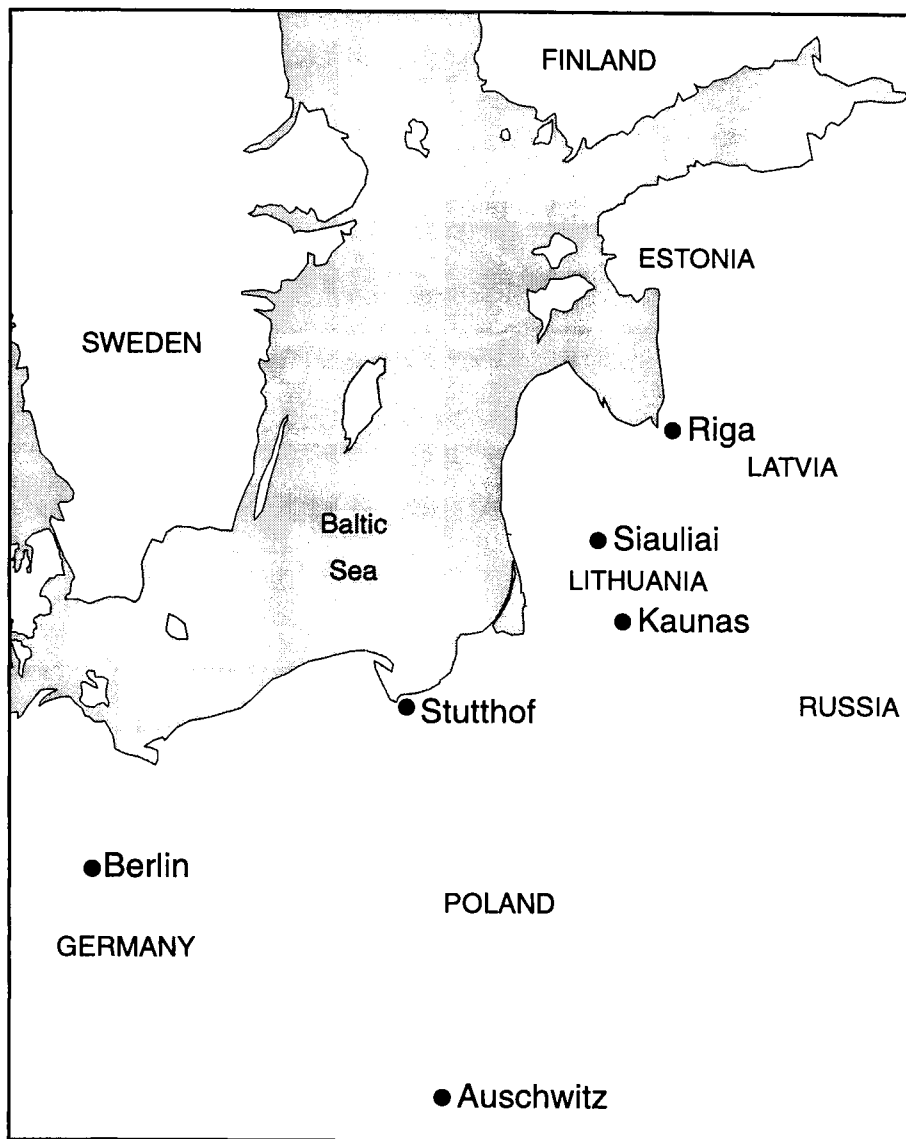 FINLAND
ESTONIA
SWEDEN
Riga
LATVIA
Baltic
Sea
Siauliai
LITHUANIA
Kaunas
Stutthof
RUSSIA
Berlin
POLAND
GERMANY
Auschwitz